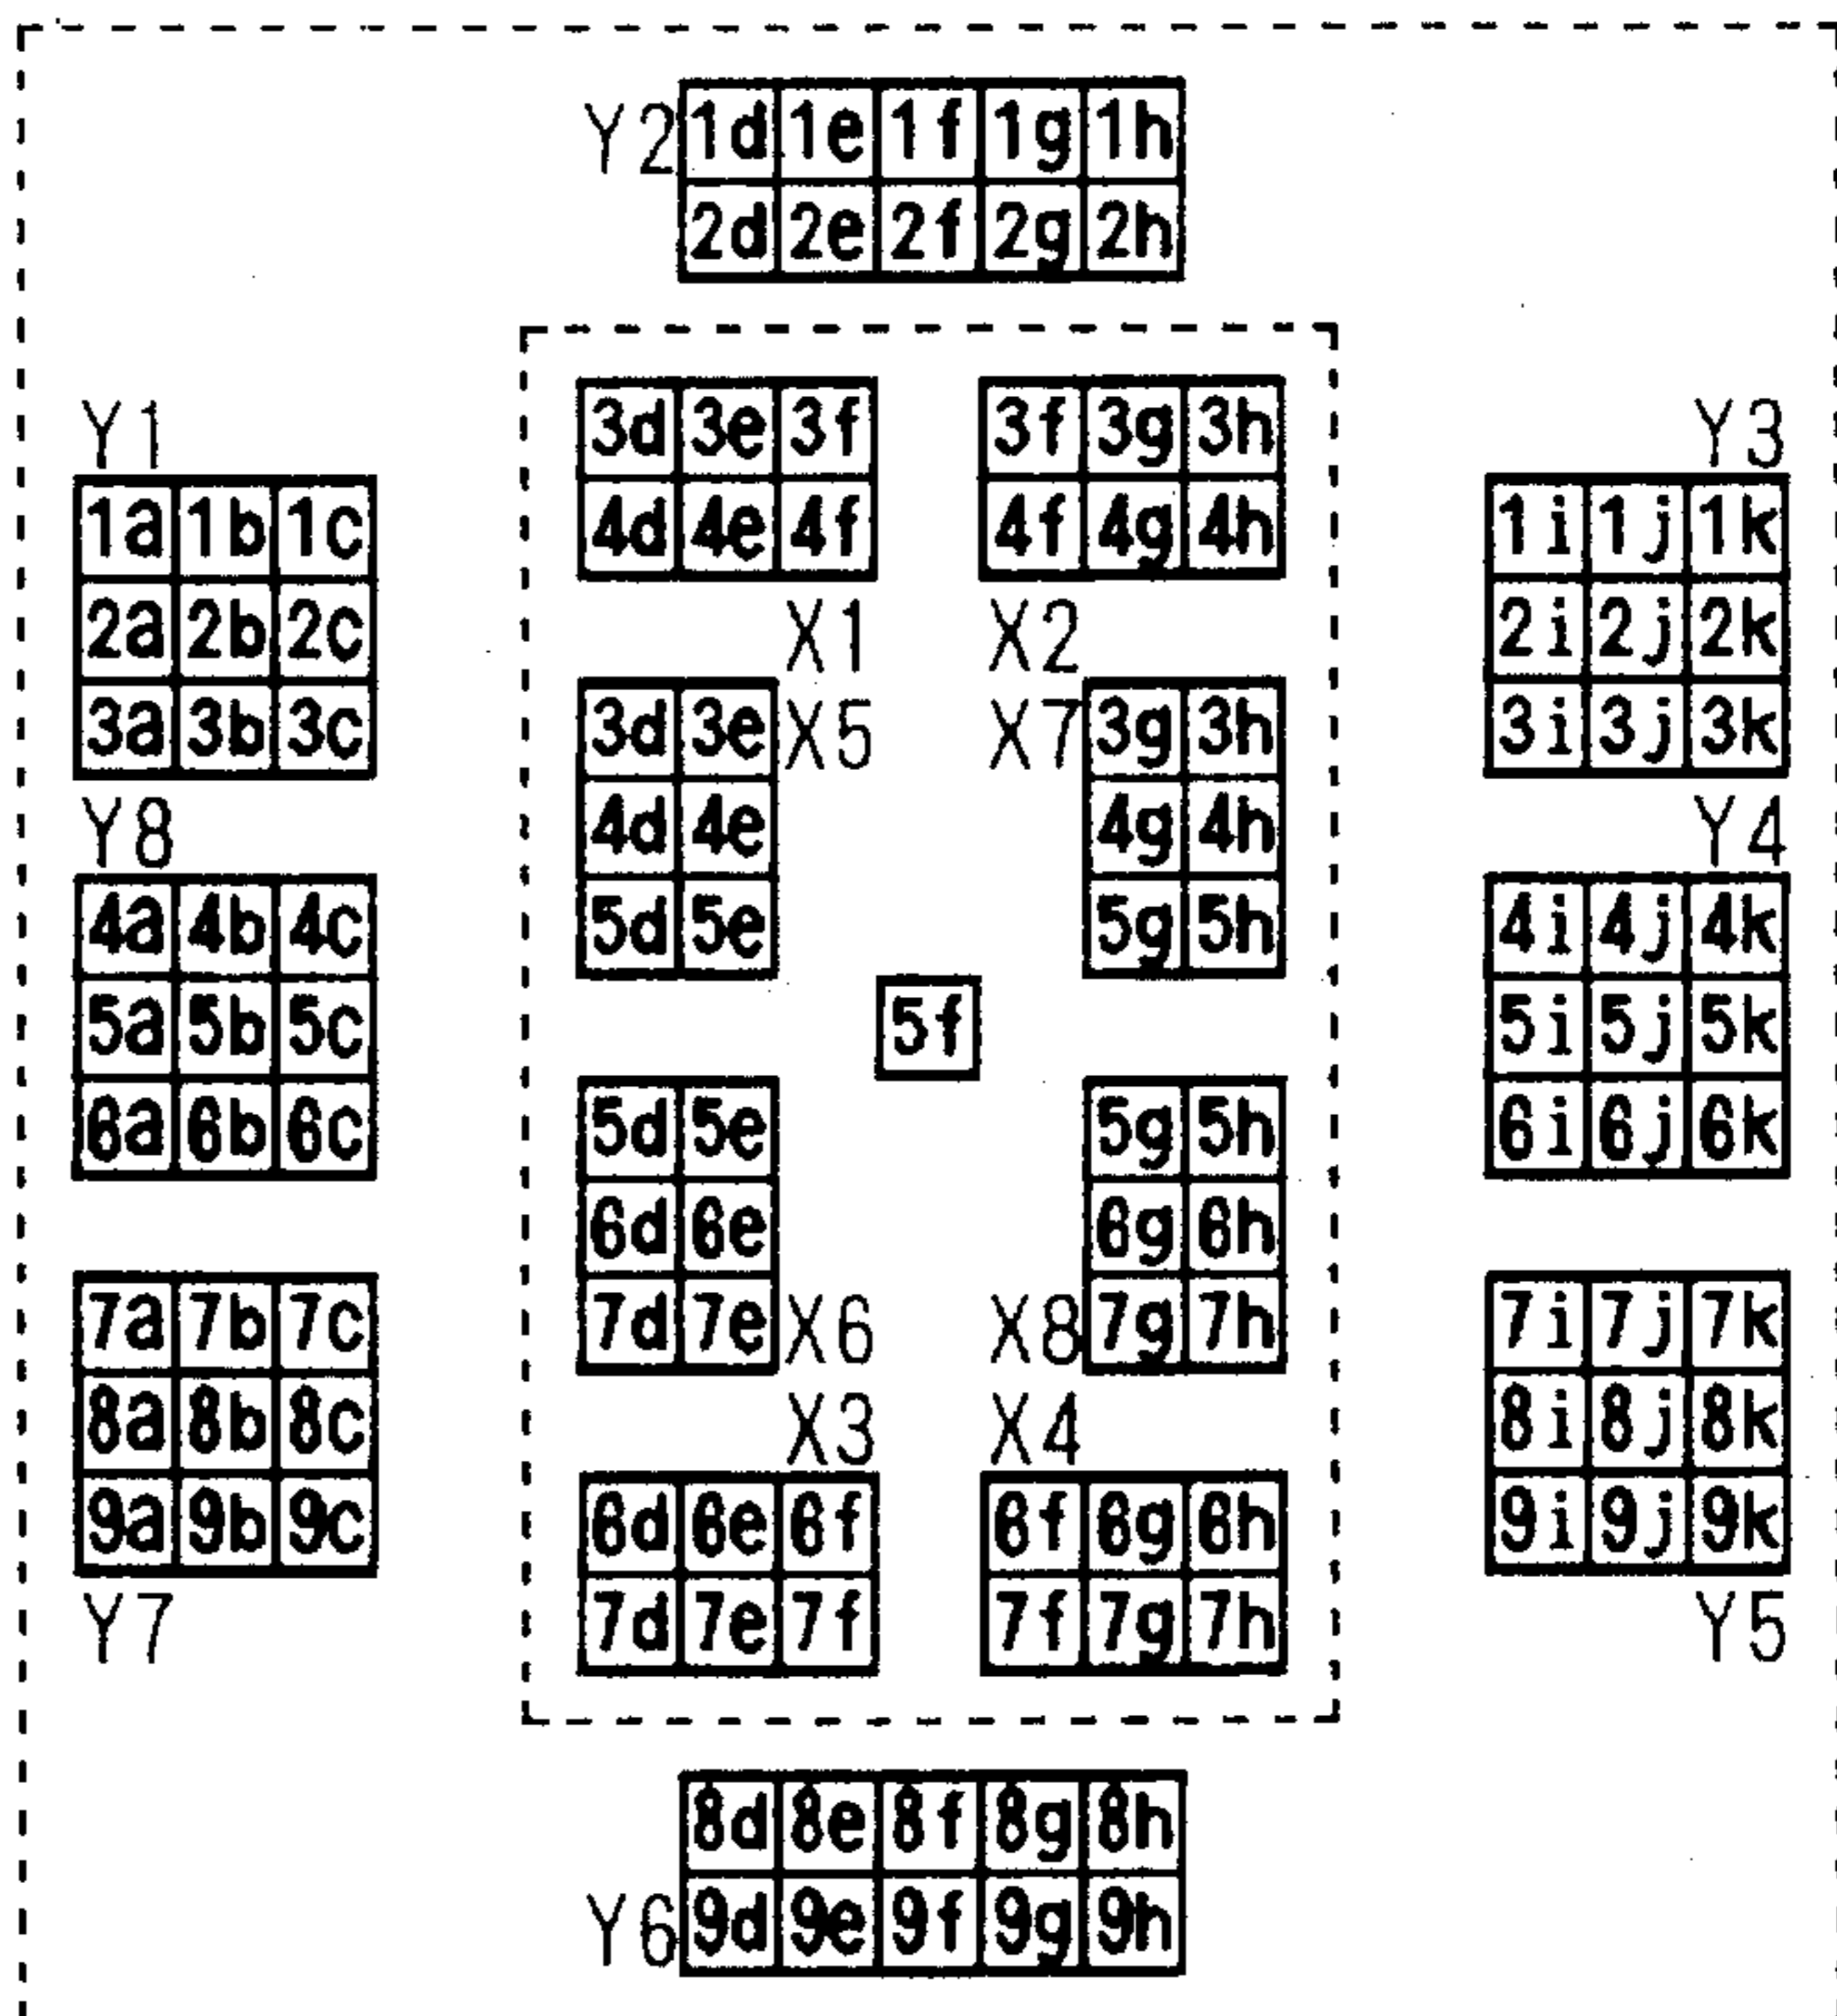 Y2
1d 1e 1f 1g 1h
2d 2e 2f 2g 2h
Y1
1a 1b 1c
2a 2b 2c
3a 3b 3c
Y8
4a 4b 4c
5a 5b 5c
6a 6b 6c
7a 7b 7c
8a 8b 8c
9a 9b 9c
Y7
3d 3e 3f
4d 4e 4f
X1
3f 3g 3h
4f 4g 4h
X2
X5
3d 3e
4d 4e
5d 5e
X7
3g 3h
4g 4h
5g 5h
5f
5d 5e
6d 6e
7d 7e
X6
5g 5h
6g 6h
7g 7h
X8
X3
6d 6e 6f
7d 7e 7f
X4
6f 6g 6h
7f 7g 7h
Y3
1i 1j 1k
2i 2j 2k
3i 3j 3k
Y4
4i 4j 4k
5i 5j 5k
6i 6j 6k
7i 7j 7k
8i 8j 8k
9i 9j 9k
Y5
8d 8e 8f 8g 8h
9d 9e 9f 9g 9h
Y6